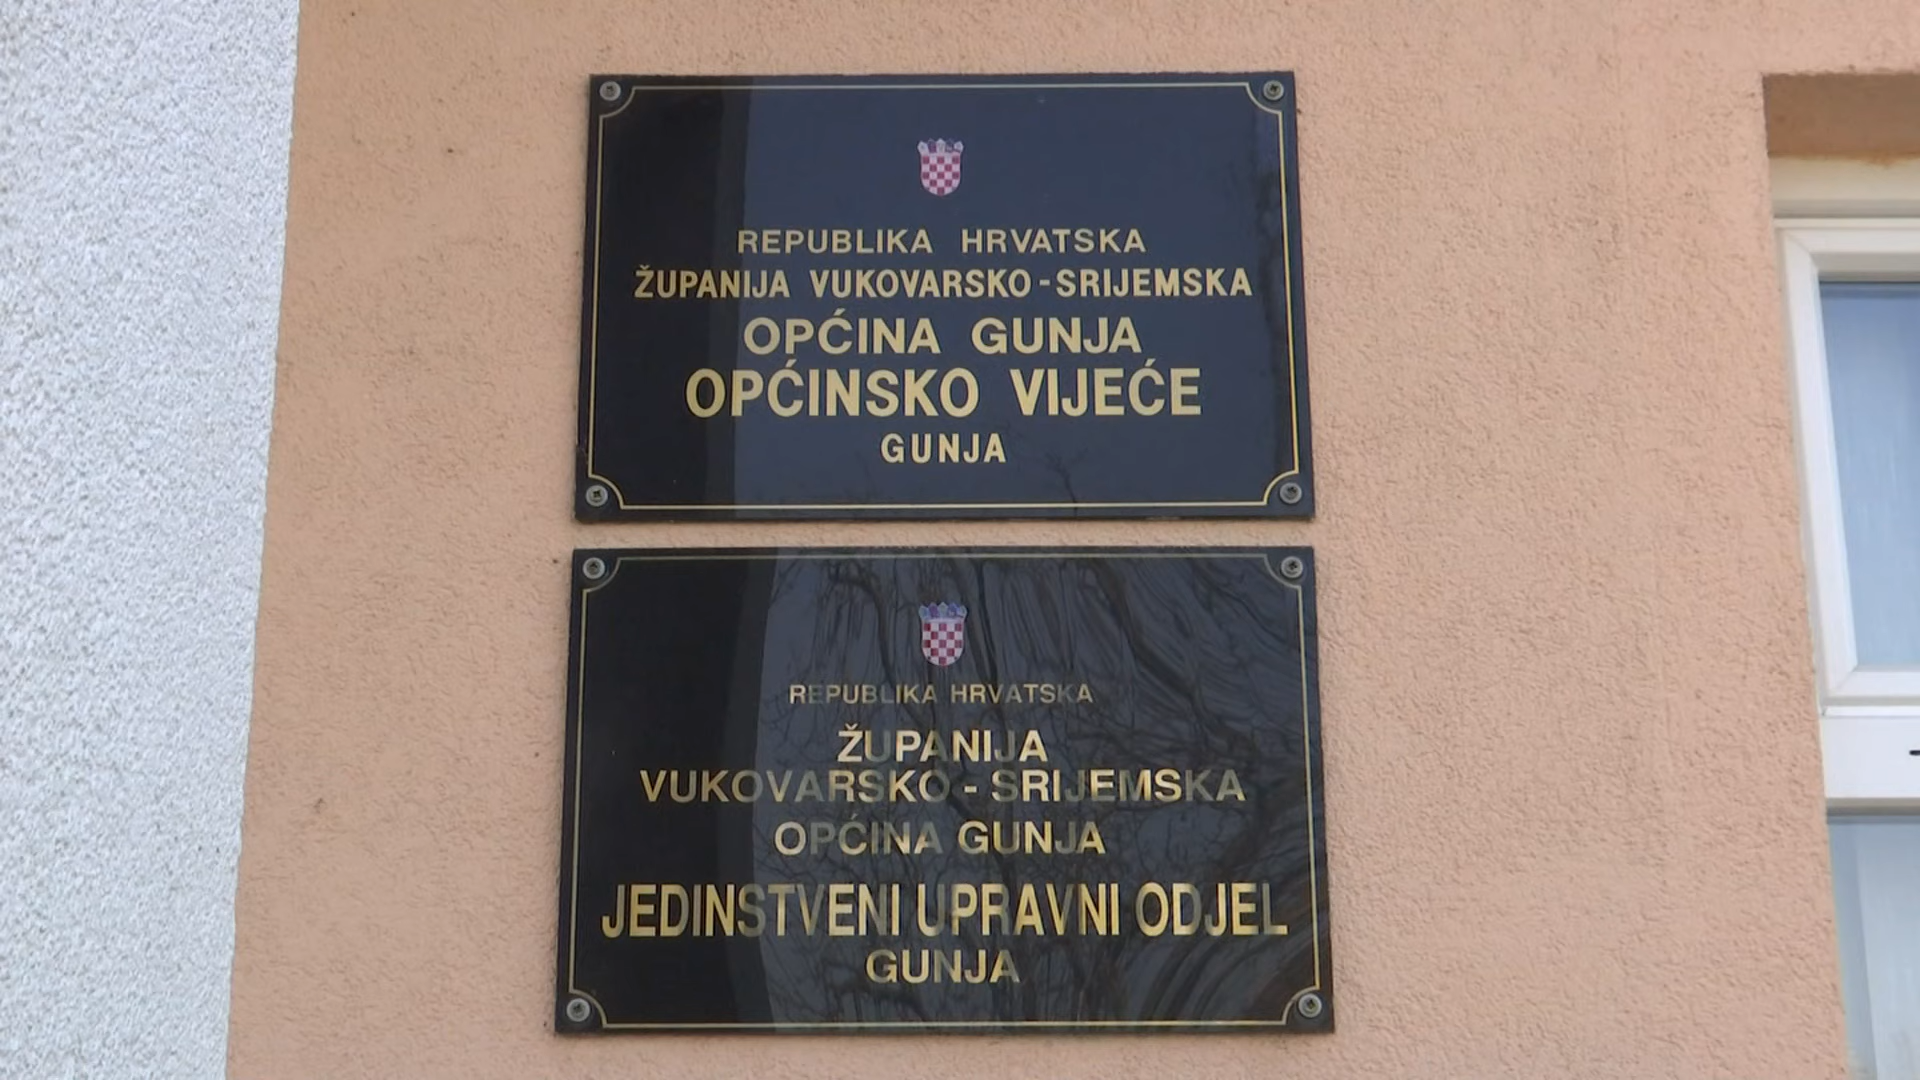 REPUBLIKA HRVATSKA
ŽUPANIJA VUKOVARSKO - SRIJEMSKA
OPĆINA GUNJA
OPĆINSKO VIJEĆE
GUNJA
REPUBLIKA HRVATSKA
ŽUPANIJA
VUKOVARSKO - SRIJEMSKA
OPĆINA GUNJA
JEDINSTVENI UPRAVNI ODJEL
GUNJA